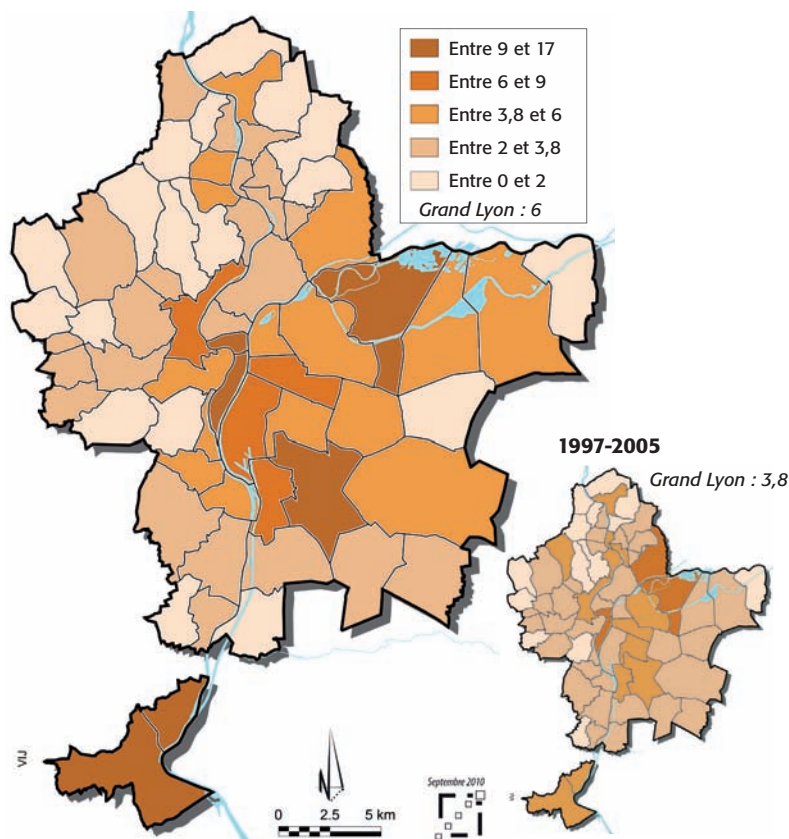 Entre 9 et 17
Entre 6 et 9
Entre 3,8 et 6
Entre 2 et 3,8
Entre 0 et 2
Grand Lyon : 6
1997-2005
Grand Lyon : 3,8
VIJ
N
Septembre 2010
0 2.5 5 km